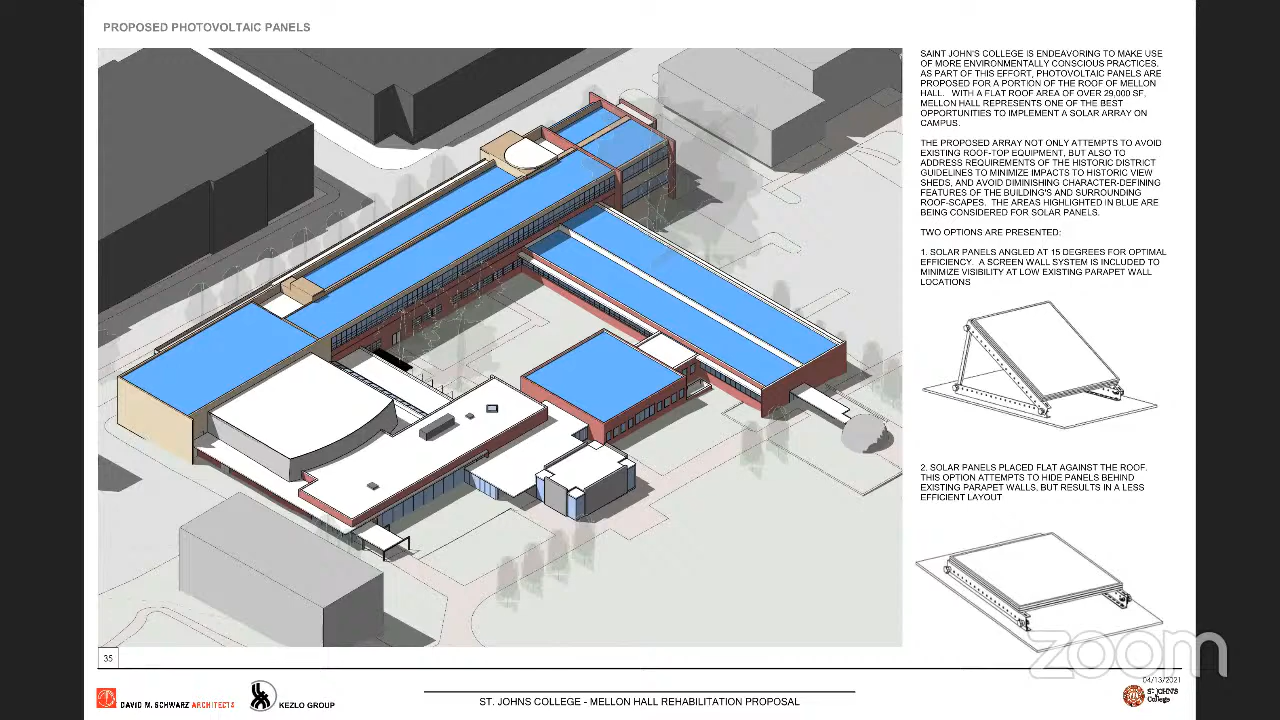 PROPOSED PHOTOVOLTAIC PANELS
SAINT JOHN'S COLLEGE IS ENDEAVORING TO MAKE USE
OF MORE ENVIRONMENTALLY CONSCIOUS PRACTICES.
AS PART OF THIS EFFORT, PHOTOVOLTAIC PANELS ARE
PROPOSED FOR A PORTION OF THE ROOF OF MELLON
HALL. WITH A FLAT ROOF AREA OF OVER 29,000 SF,
MELLON HALL REPRESENTS ONE OF THE BEST
OPPORTUNITIES TO IMPLEMENT A SOLAR ARRAY ON
CAMPUS.
THE PROPOSED ARRAY NOT ONLY ATTEMPTS TO AVOID
EXISTING ROOF-TOP EQUIPMENT, BUT ALSO TO
ADDRESS REQUIREMENTS OF THE HISTORIC DISTRICT
GUIDELINES TO MINIMIZE IMPACTS TO HISTORIC VIEW
SHEDS, AND AVOID DIMINISHING CHARACTER-DEFINING
FEATURES OF THE BUILDING'S AND SURROUNDING
ROOF-SCAPES. THE AREAS HIGHLIGHTED IN BLUE ARE
BEING CONSIDERED FOR SOLAR PANELS.
TWO OPTIONS ARE PRESENTED:
1. SOLAR PANELS ANGLED AT 15 DEGREES FOR OPTIMAL
EFFICIENCY. A SCREEN WALL SYSTEM IS INCLUDED TO
MINIMIZE VISIBILITY AT LOW EXISTING PARAPET WALL
LOCATIONS
2. SOLAR PANELS PLACED FLAT AGAINST THE ROOF.
THIS OPTION ATTEMPTS TO HIDE PANELS BEHIND
EXISTING PARAPET WALLS, BUT RESULTS IN A LESS
EFFICIENT LAYOUT
zoom
35
04/13/2021
DAVID M. SCHWARZ ARCHITECTS
KEZLO GROUP
ST. JOHNS COLLEGE - MELLON HALL REHABILITATION PROPOSAL
ST JOHN'S
College